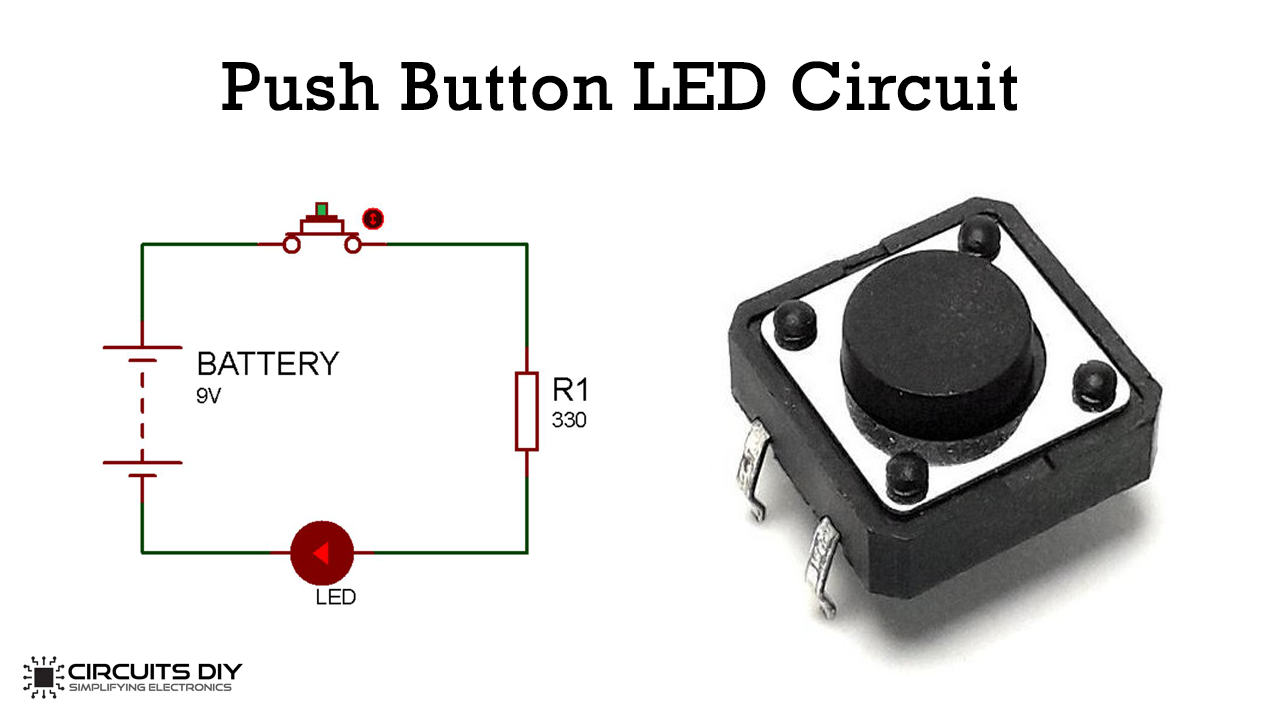 Push Button LED Circuit
BATTERY
9V
R1
330
LED
CIRCUITS DIY
SIMPLIFYING ELECTRONICS